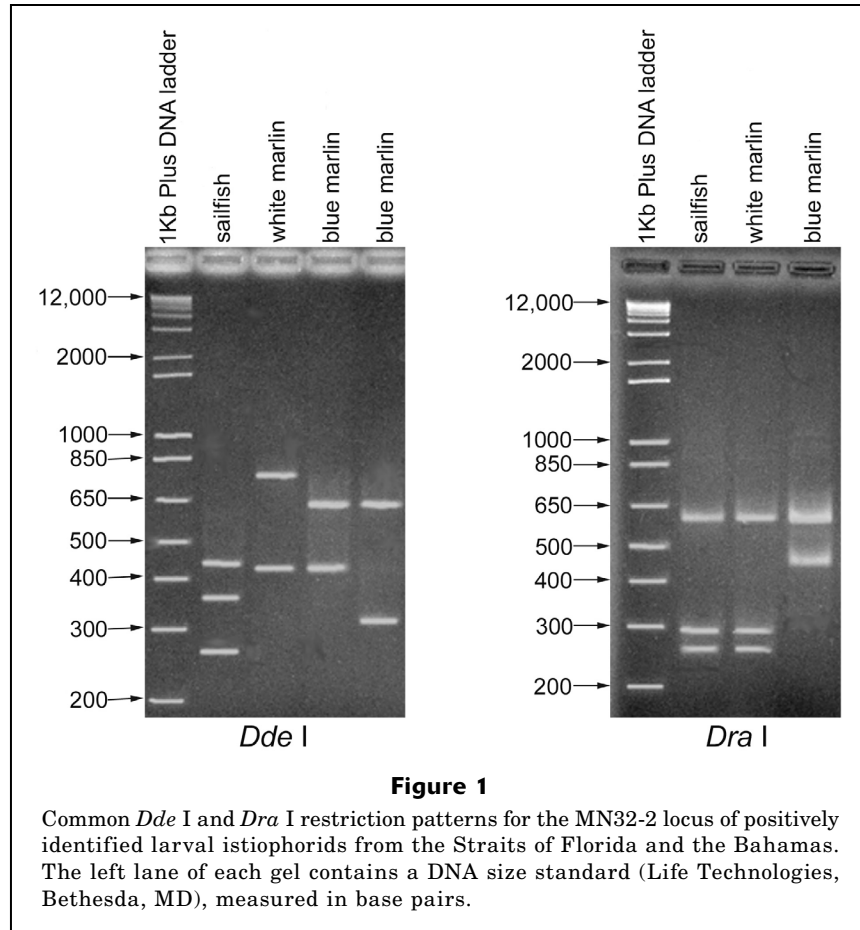 1Kb Plus DNA ladder
sailfish
white marlin
blue marlin
blue marlin
12,000
2000
1000
850
650
500
400
300
200
Dde I
1Kb Plus DNA ladder
sailfish
white marlin
blue marlin
12,000
2000
1000
850
650
500
400
300
200
Dra I
Figure 1
Common Dde I and Dra I restriction patterns for the MN32-2 locus of positively
identified larval istiophorids from the Straits of Florida and the Bahamas.
The left lane of each gel contains a DNA size standard (Life Technologies,
Bethesda, MD), measured in base pairs.